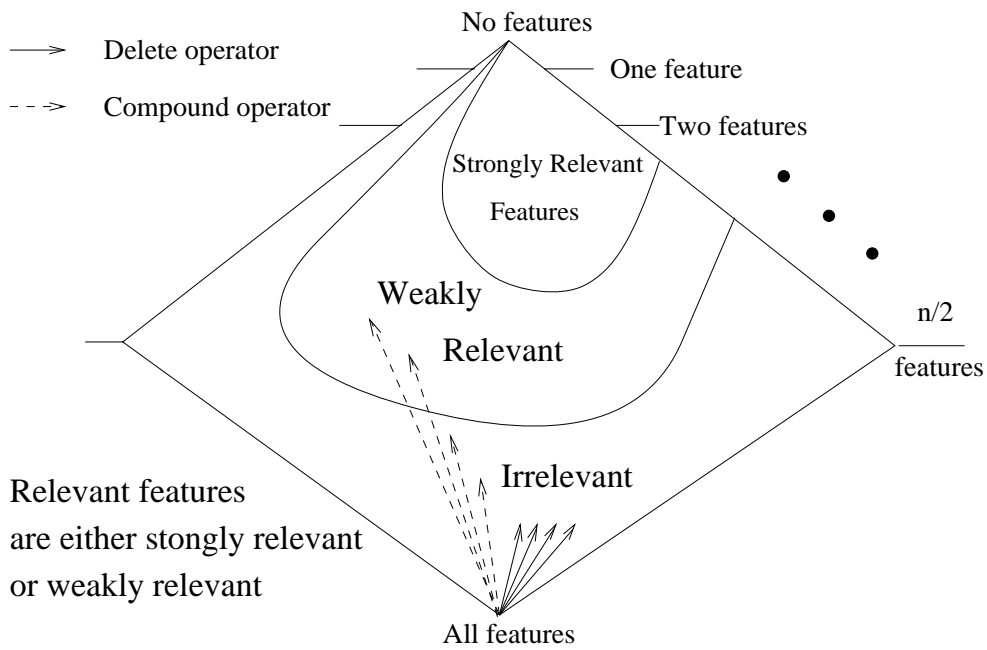 No features
Delete operator
One feature
Compound operator
Two features
Strongly Relevant
Features
Weakly
n/2
Relevant
features
Irrelevant
Relevant features
are either stongly relevant
or weakly relevant
All features